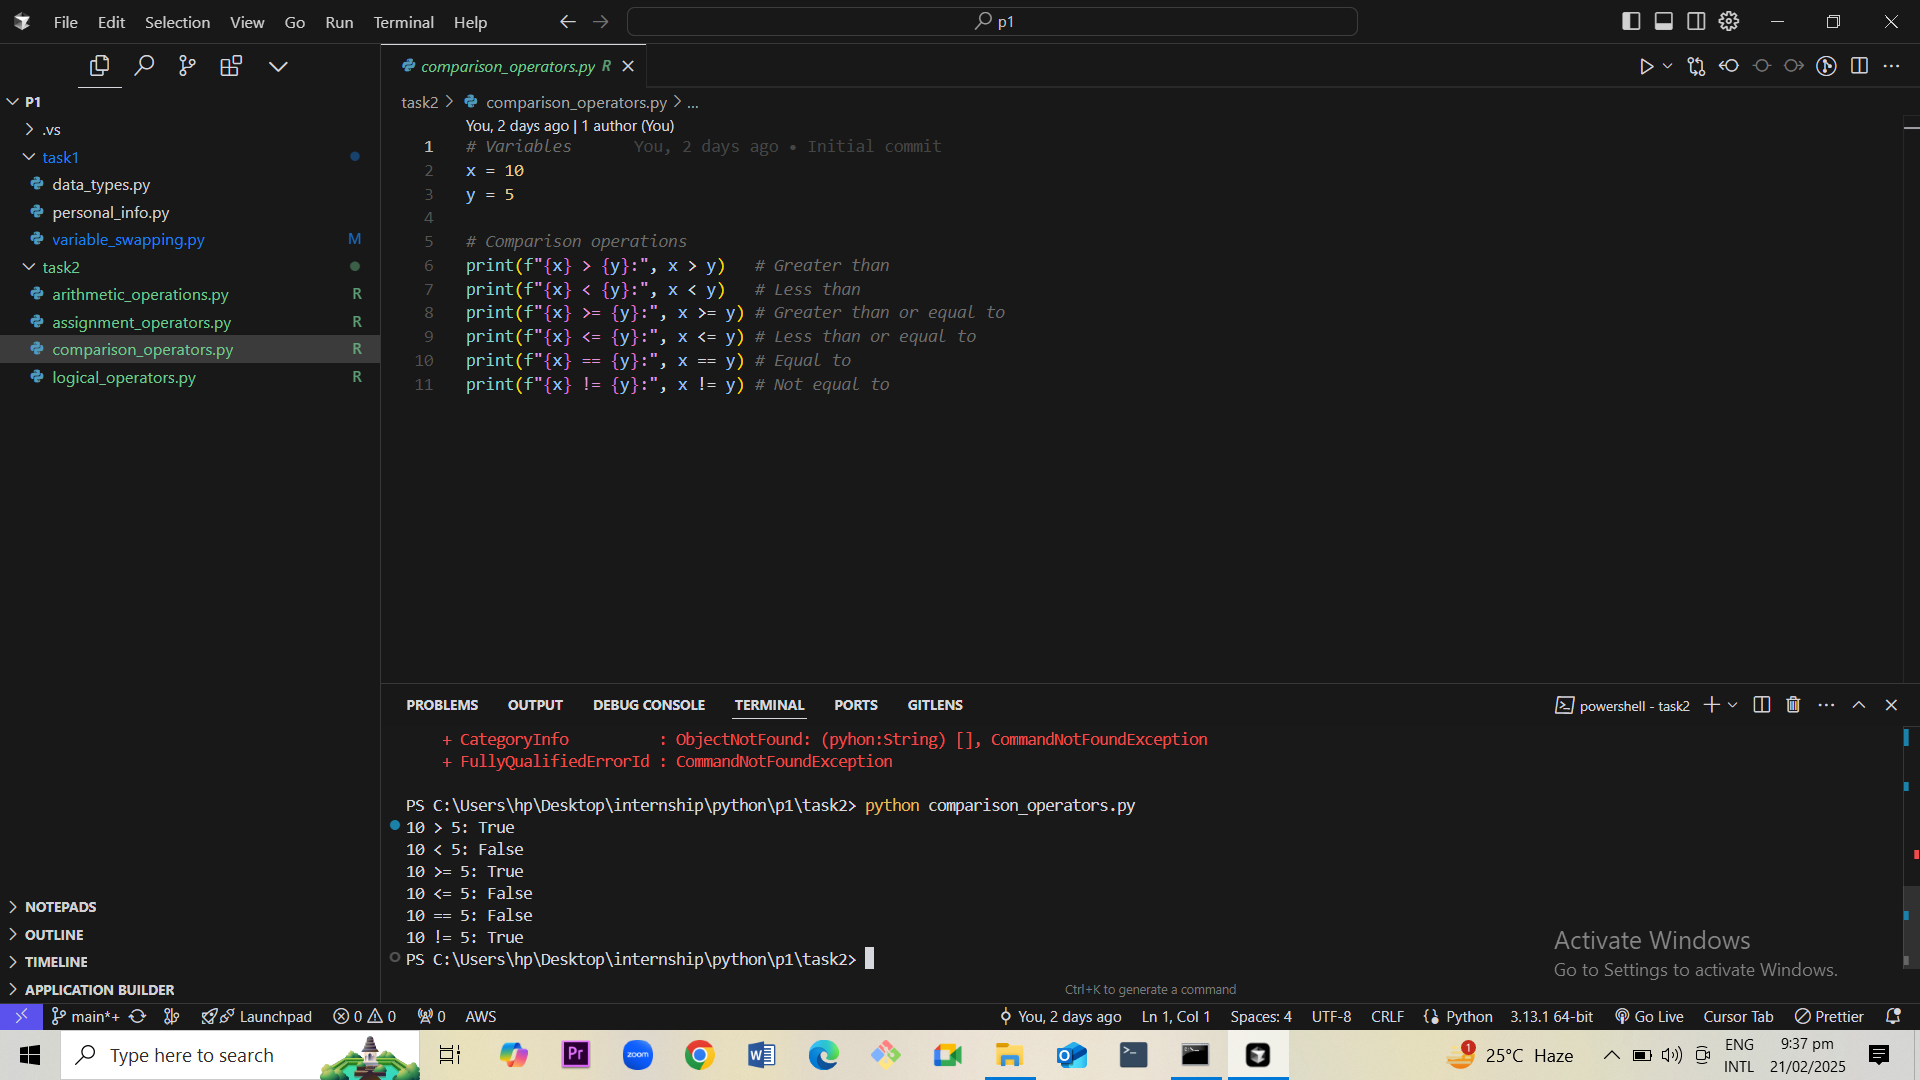 File Edit Selection View Go Run Terminal Help
p1
P1
.vs
task1
data_types.py
personal_info.py
variable_swapping.py M
task2
arithmetic_operations.py R
assignment_operators.py R
comparison_operators.py R
logical_operators.py R
NOTEPADS
OUTLINE
TIMELINE
APPLICATION BUILDER
comparison_operators.py R
task2 > comparison_operators.py > ...
You, 2 days ago | 1 author (You)
1 # Variables You, 2 days ago • Initial commit
2 x = 10
3 y = 5
4
5 # Comparison operations
6 print(f"{x} > {y}:", x > y) # Greater than
7 print(f"{x} < {y}:", x < y) # Less than
8 print(f"{x} >= {y}:", x >= y) # Greater than or equal to
9 print(f"{x} <= {y}:", x <= y) # Less than or equal to
10 print(f"{x} == {y}:", x == y) # Equal to
11 print(f"{x} != {y}:", x != y) # Not equal to
PROBLEMS OUTPUT DEBUG CONSOLE TERMINAL PORTS GITLENS
powershell - task2
+ CategoryInfo : ObjectNotFound: (pyhon:String) [], CommandNotFoundException
+ FullyQualifiedErrorId : CommandNotFoundException
PS C:\Users\hp\Desktop\internship\python\p1\task2> python comparison_operators.py
10 > 5: True
10 < 5: False
10 >= 5: True
10 <= 5: False
10 == 5: False
10 != 5: True
PS C:\Users\hp\Desktop\internship\python\p1\task2>
Activate Windows
Go to Settings to activate Windows.
Ctrl+K to generate a command
main*+ Launchpad 0 0 0 AWS
You, 2 days ago Ln 1, Col 1 Spaces: 4 UTF-8 CRLF Python 3.13.1 64-bit Go Live Cursor Tab Prettier
Type here to search
Pr
zoom
1
25°C Haze
ENG
INTL
9:37 pm
21/02/2025